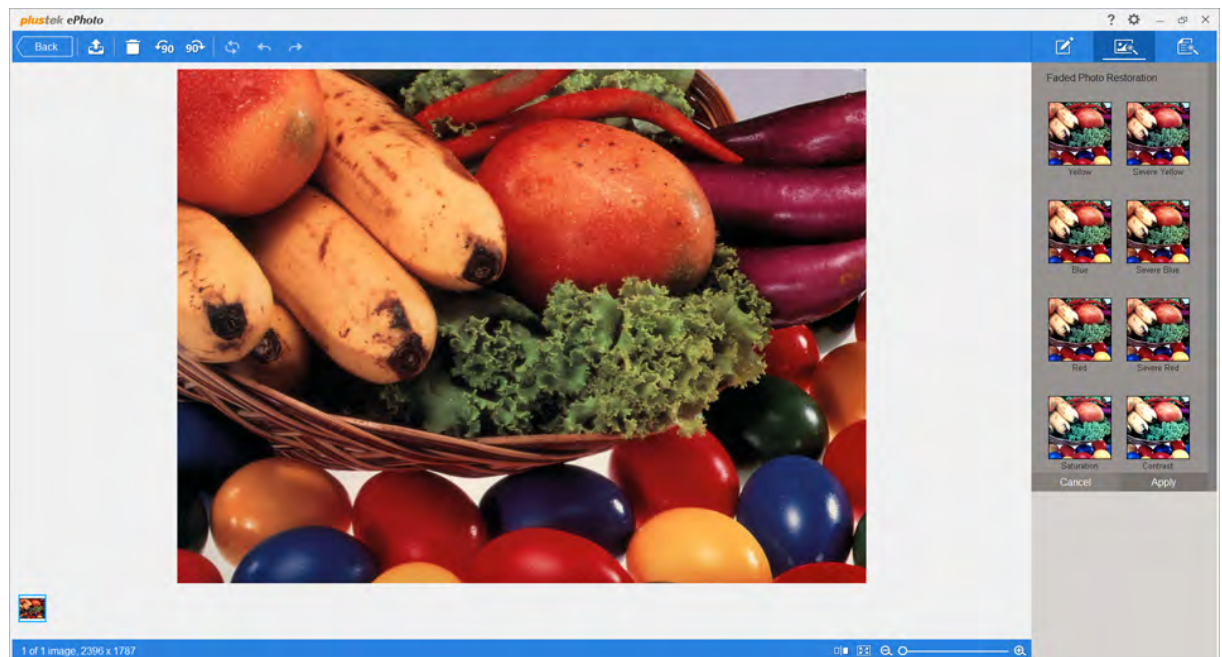 plustek ePhoto
?
Back
90 90
Faded Photo Restoration
Yellow Severe Yellow
Blue Severe Blue
Red Severe Red
Saturation Contrast
Cancel Apply
1 of 1 image, 2396 x 1787